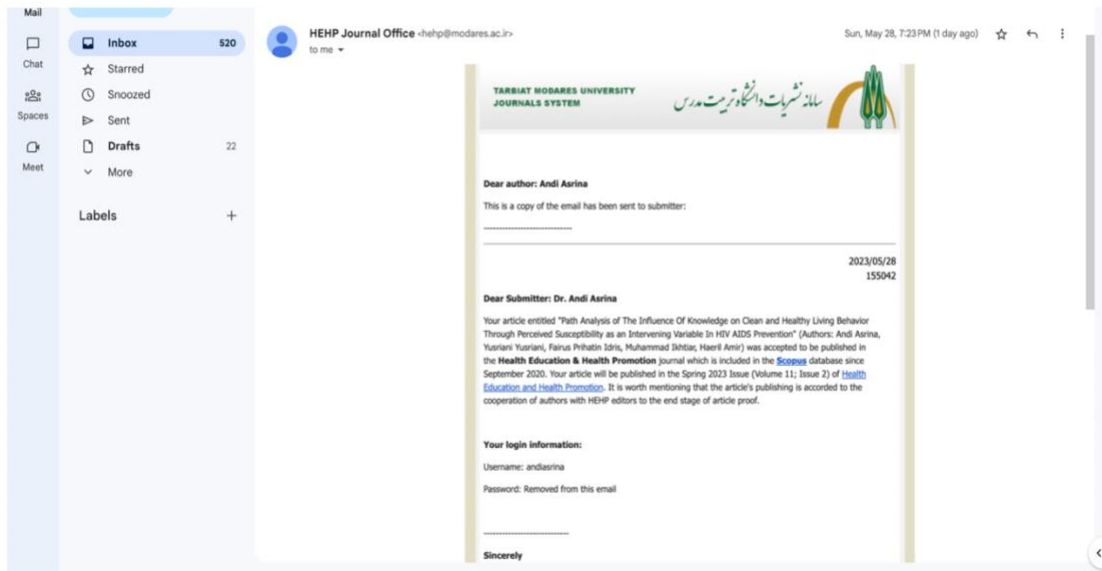 Mail
Chat
Spaces
Meet
Inbox 520
Starred
Snoozed
Sent
Drafts 22
More
Labels +
HEHP Journal Office <hehp@modares.ac.ir>
to me
Sun, May 28, 7:23 PM (1 day ago)
TARBIAT MODARES UNIVERSITY
JOURNALS SYSTEM
سامانه نشریات دانشگاه تربیت مدرس
Dear author: Andi Asrina
This is a copy of the email has been sent to submitter:
----------------------------
2023/05/28
155042
Dear Submitter: Dr. Andi Asrina
Your article entitled "Path Analysis of The Influence Of Knowledge on Clean and Healthy Living Behavior
Through Perceived Susceptibility as an Intervening Variable In HIV AIDS Prevention" (Authors: Andi Asrina,
Yusriani Yusriani, Fairus Prihatin Idris, Muhammad Ikhtiar, Haeril Amir) was accepted to be published in
the Health Education & Health Promotion journal which is included in the Scopus database since
September 2020. Your article will be published in the Spring 2023 Issue (Volume 11; Issue 2) of Health
Education and Health Promotion. It is worth mentioning that the article's publishing is accorded to the
cooperation of authors with HEHP editors to the end stage of article proof.
Your login information:
Username: andiasrina
Password: Removed from this email
---------------------------
Sincerely